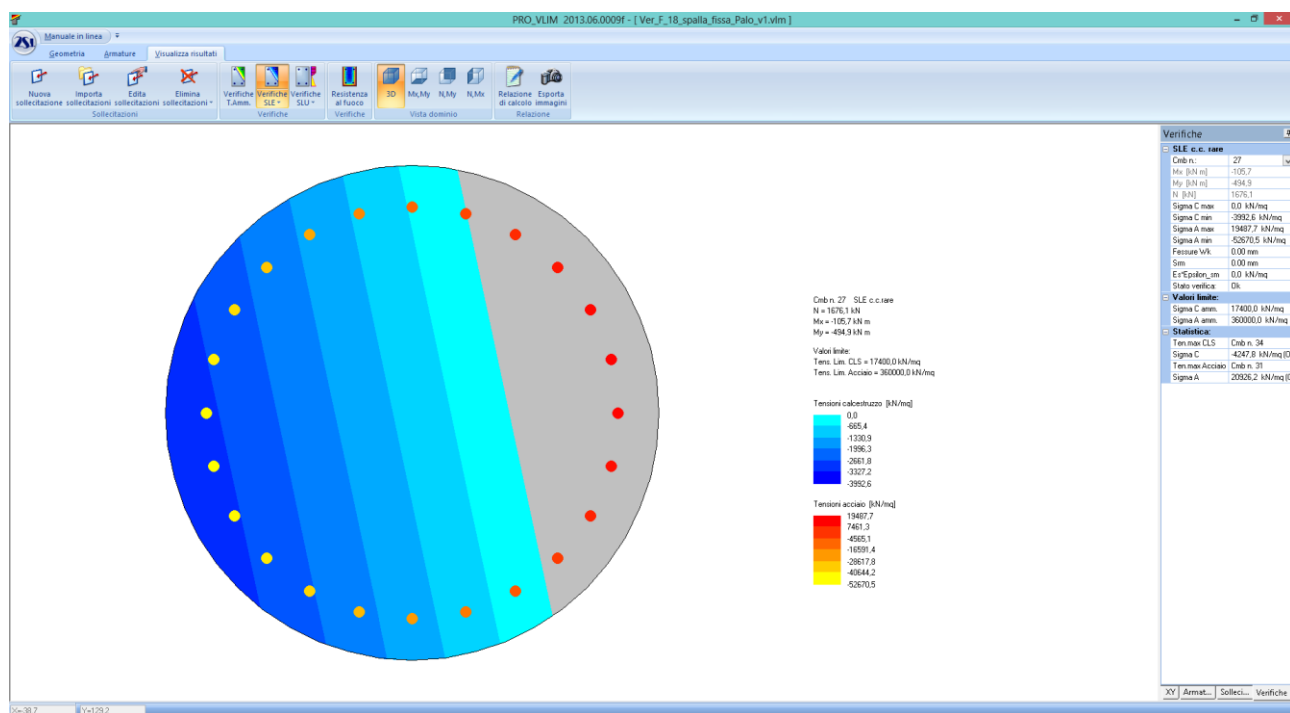 PRO_VLIM 2013.06.0009f - [ Ver_F_18_spalla_fissa_Palo_v1.vlm ]
2SI Manuale in linea
Geometria Armature Visualizza risultati
Nuova sollecitazione Importa sollecitazioni Edita sollecitazioni Elimina sollecitazioni Verifiche T.Amm. Verifiche SLE Verifiche SLU Resistenza al fuoco 3D Mx,My N,My N,Mx Relazione di calcolo Esporta immagini
Sollecitazioni Verifiche Verifiche Vista dominio Relazione
Cmb n. 27 SLE c.c.rare
N = 1676,1 kN
Mx = -105,7 kN m
My = -494,9 kN m
Valori limite:
Tens. Lim. CLS = 17400,0 kN/mq
Tens. Lim. Acciaio = 360000,0 kN/mq
Tensioni calcestruzzo [kN/mq]
0,0
-665,4
-1330,9
-1996,3
-2661,8
-3327,2
-3992,6
Tensioni acciaio [kN/mq]
19487,7
7461,3
-4565,1
-16591,4
-28617,8
-40644,2
-52670,5
Verifiche
SLE c.c. rare
Cmb n.: 27
Mx [kN m] -105,7
My [kN m] -494,9
N [kN] 1676,1
Sigma C max 0,0 kN/mq
Sigma C min -3992,6 kN/mq
Sigma A max 19487,7 kN/mq
Sigma A min -52670,5 kN/mq
Fessure Wk 0.00 mm
Srm 0.00 mm
Es*Epsilon_sm 0,0 kN/mq
Stato verifica: Ok
Valori limite:
Sigma C amm. 17400,0 kN/mq
Sigma A amm. 360000,0 kN/mq
Statistica:
Ten.max CLS Cmb n. 34
Sigma C -4247,8 kN/mq (O
Ten.max Acciaio Cmb n. 31
Sigma A 20926,2 kN/mq (O
XY Armat... Solleci... Verifiche
X=-38.7 Y=129.2